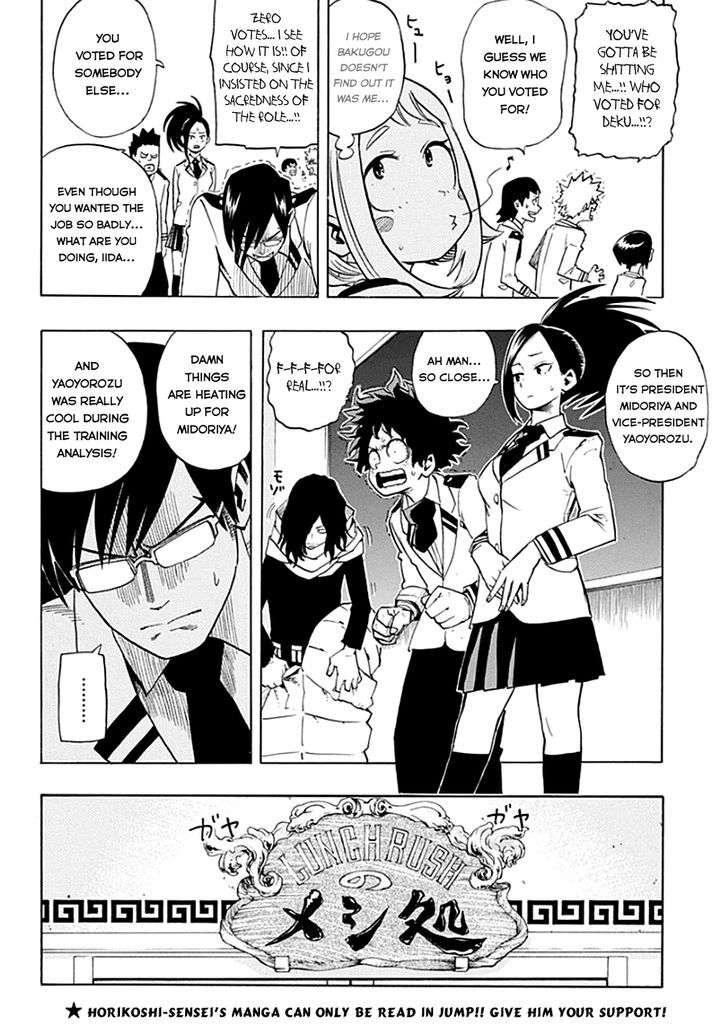 YOU'VE
GOTTA BE
SHITTING
ME...!! WHO
VOTED FOR
DEKU...!!?
WELL, I
GUESS WE
KNOW WHO
YOU VOTED
FOR!
ヒュー
ヒョー
I HOPE
BAKUGOU
DOESN'T
FIND OUT IT
WAS ME...
ZERO
VOTES... I SEE
HOW IT IS!! OF
COURSE, SINCE I
INSISTED ON THE
SACREDNESS OF
THE ROLE...!!
YOU
VOTED FOR
SOMEBODY
ELSE...
EVEN THOUGH
YOU WANTED THE
JOB SO BADLY...
WHAT ARE YOU
DOING, IIDA...
SO THEN
IT'S PRESIDENT
MIDORIYA AND
VICE-PRESIDENT
YAOYOROZU.
AH MAN...
SO CLOSE...
F-F-F-FOR
REAL...!!?
モゾ
DAMN
THINGS
ARE HEATING
UP FOR
MIDORIYA!
AND
YAOYOROZU
WAS REALLY
COOL DURING
THE TRAINING
ANALYSIS!
.........
ガヤ
ガヤ
LUNCH RUSH
の
メシ処
★ HORIKOSHI-SENSEI'S MANGA CAN ONLY BE READ IN JUMP!! GIVE HIM YOUR SUPPORT!